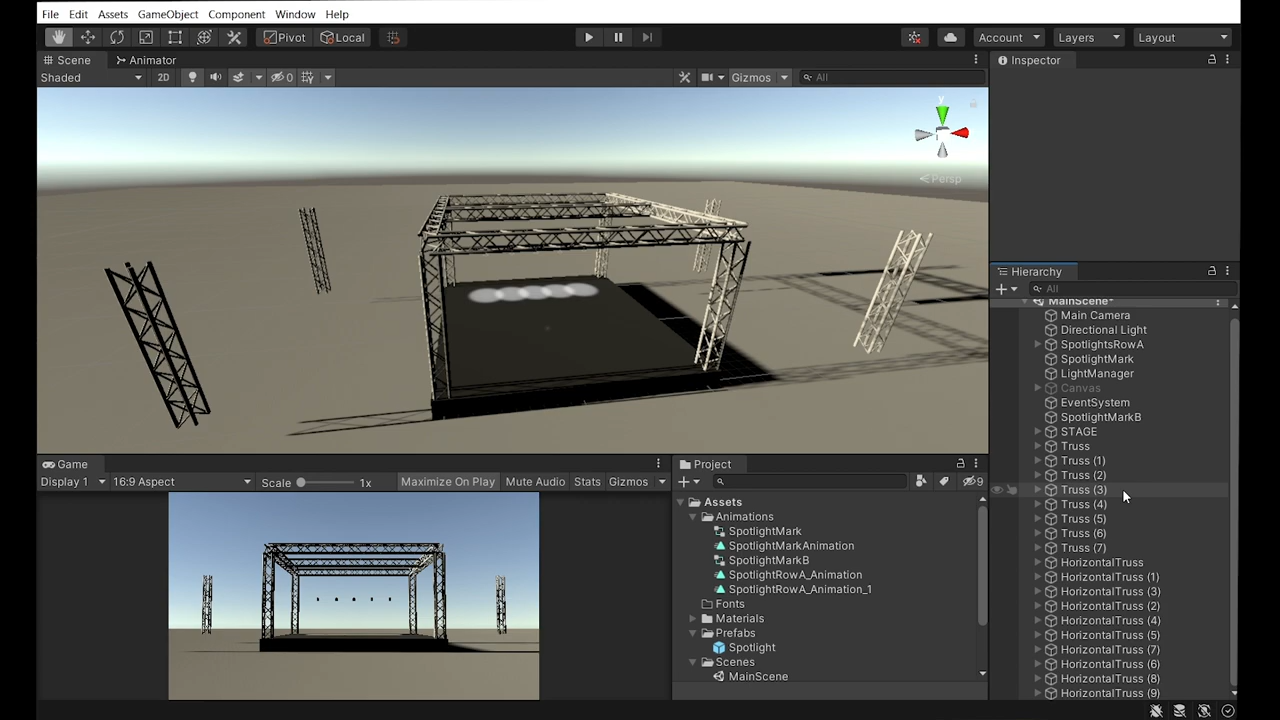 File Edit Assets GameObject Component Window Help
Pivot Local Account Layers Layout
Scene Animator
Shaded 2D 0 Gizmos All
y
Persp
Inspector
Hierarchy
All
MainScene*
Main Camera
Directional Light
SpotlightsRowA
SpotlightMark
LightManager
Canvas
EventSystem
SpotlightMarkB
STAGE
Truss
Truss (1)
Truss (2)
Truss (3)
Truss (4)
Truss (5)
Truss (6)
Truss (7)
HorizontalTruss
HorizontalTruss (1)
HorizontalTruss (3)
HorizontalTruss (2)
HorizontalTruss (4)
HorizontalTruss (5)
HorizontalTruss (7)
HorizontalTruss (6)
HorizontalTruss (8)
HorizontalTruss (9)
Game
Display 1 16:9 Aspect Scale 1x Maximize On Play Mute Audio Stats Gizmos
Project
9
Assets
Animations
SpotlightMark
SpotlightMarkAnimation
SpotlightMarkB
SpotlightRowA_Animation
SpotlightRowA_Animation_1
Fonts
Materials
Prefabs
Spotlight
Scenes
MainScene